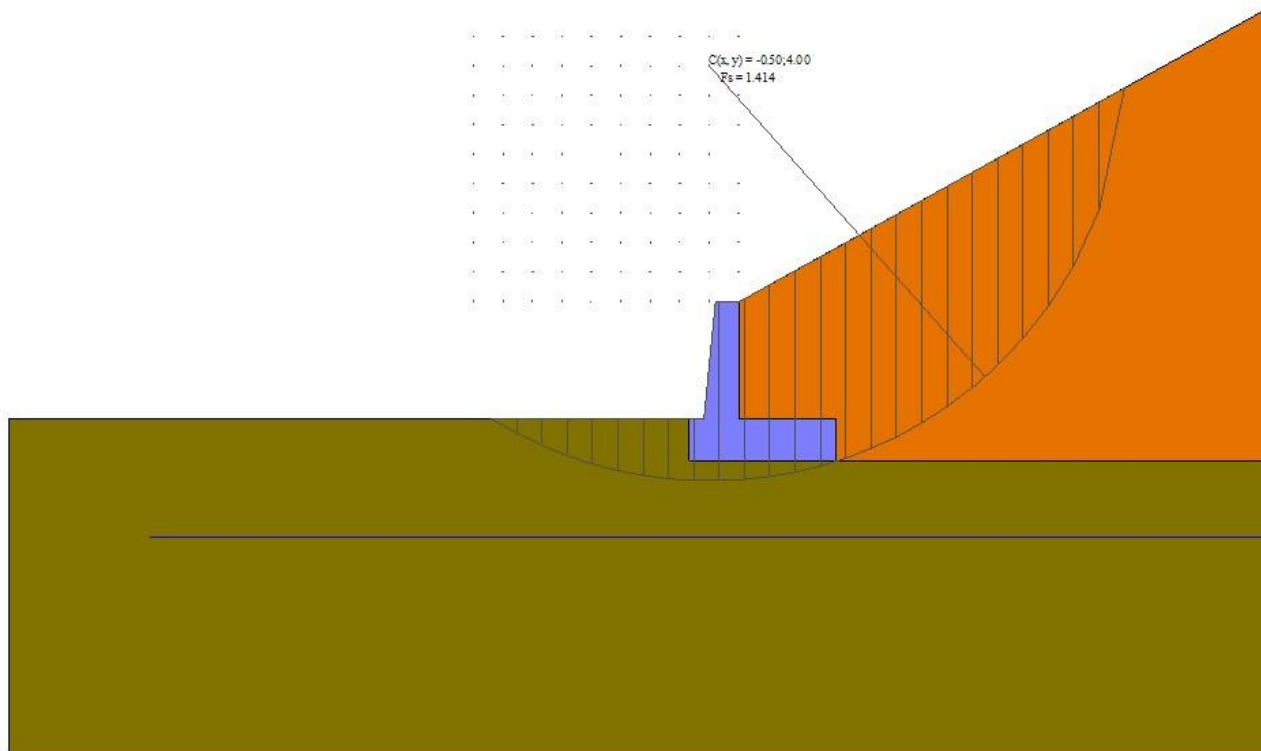 C(x, y) = -0.50;4.00
Fs = 1.414